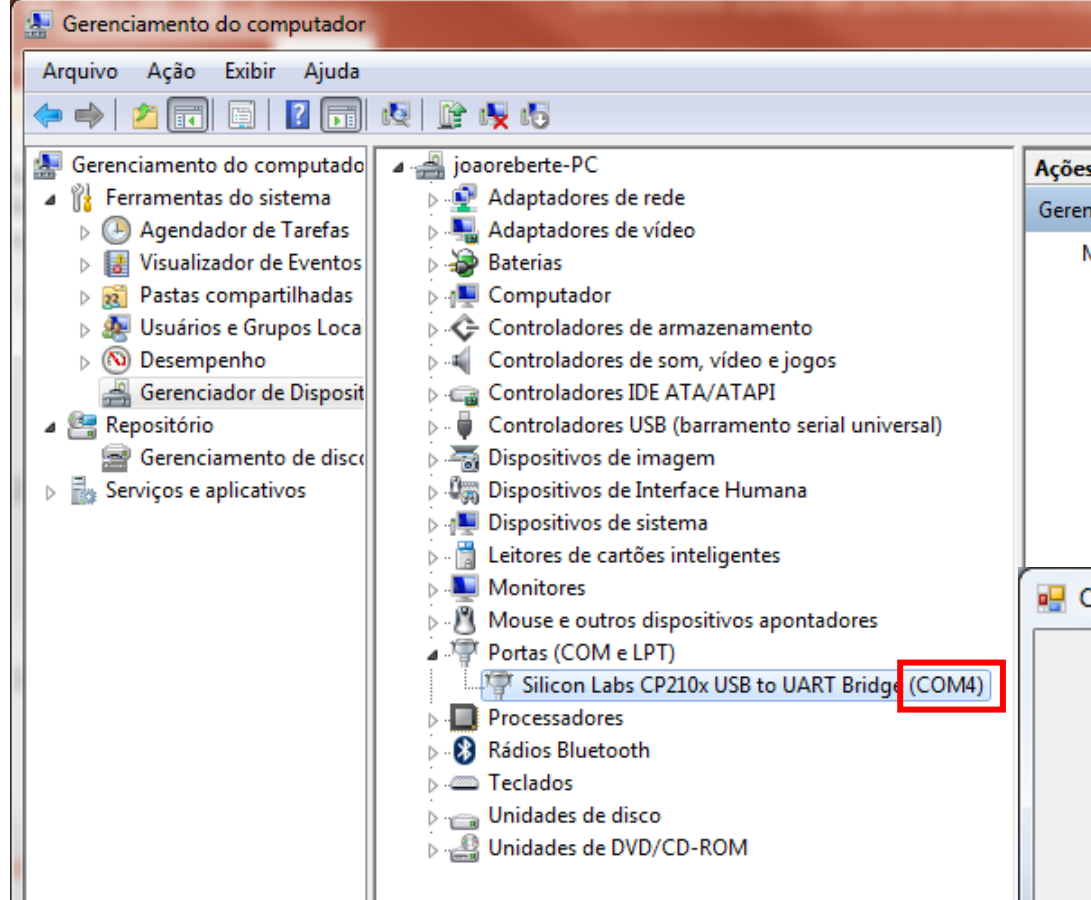 Gerenciamento do computador
Arquivo Ação Exibir Ajuda
Gerenciamento do computado
Ferramentas do sistema
Agendador de Tarefas
Visualizador de Eventos
Pastas compartilhadas
Usuários e Grupos Loca
Desempenho
Gerenciador de Disposit
Repositório
Gerenciamento de disco
Serviços e aplicativos
joaoreberte-PC
Adaptadores de rede
Adaptadores de vídeo
Baterias
Computador
Controladores de armazenamento
Controladores de som, vídeo e jogos
Controladores IDE ATA/ATAPI
Controladores USB (barramento serial universal)
Dispositivos de imagem
Dispositivos de Interface Humana
Dispositivos de sistema
Leitores de cartões inteligentes
Monitores
Mouse e outros dispositivos apontadores
Portas (COM e LPT)
Silicon Labs CP210x USB to UART Bridge (COM4)
Processadores
Rádios Bluetooth
Teclados
Unidades de disco
Unidades de DVD/CD-ROM
Ações
Geren